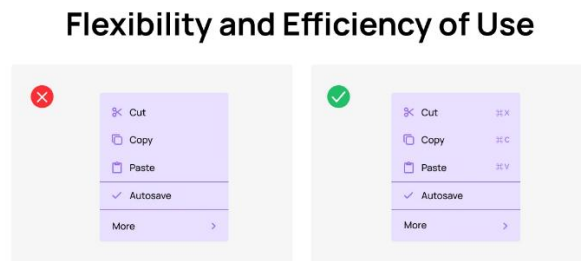 Flexibility and Efficiency of Use
Cut
Copy
Paste
Autosave
More
Cut ⌘X
Copy ⌘C
Paste ⌘V
Autosave
More